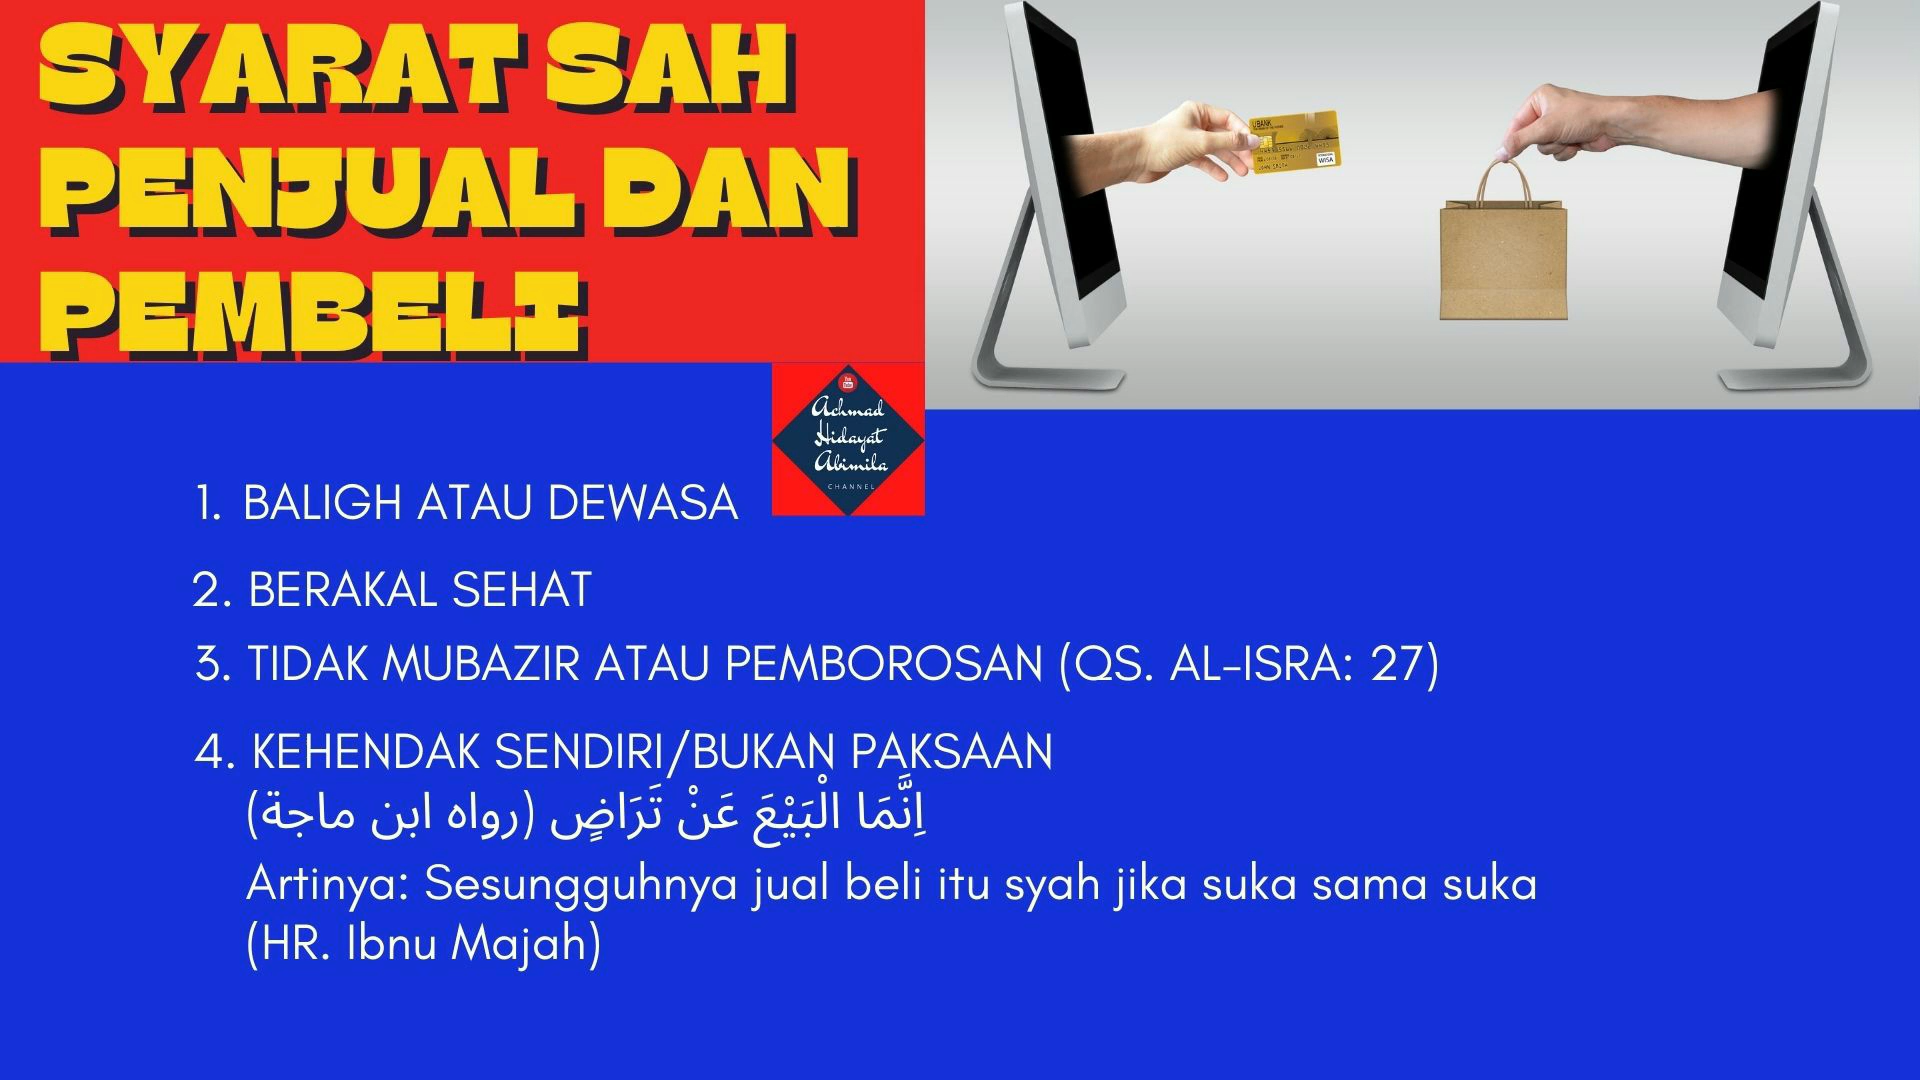 SYARAT SAH
PENJUAL DAN
PEMBELI
UBANK
VISA
Achmad
Hidayat
Abimila
CHANNEL
1. BALIGH ATAU DEWASA
2. BERAKAL SEHAT
3. TIDAK MUBAZIR ATAU PEMBOROSAN (QS. AL-ISRA: 27)
4. KEHENDAK SENDIRI/BUKAN PAKSAAN
اِنَّمَا الْبَيْعَ عَنْ تَرَاضٍ (رواه ابن ماجة)
Artinya: Sesungguhnya jual beli itu syah jika suka sama suka
(HR. Ibnu Majah)